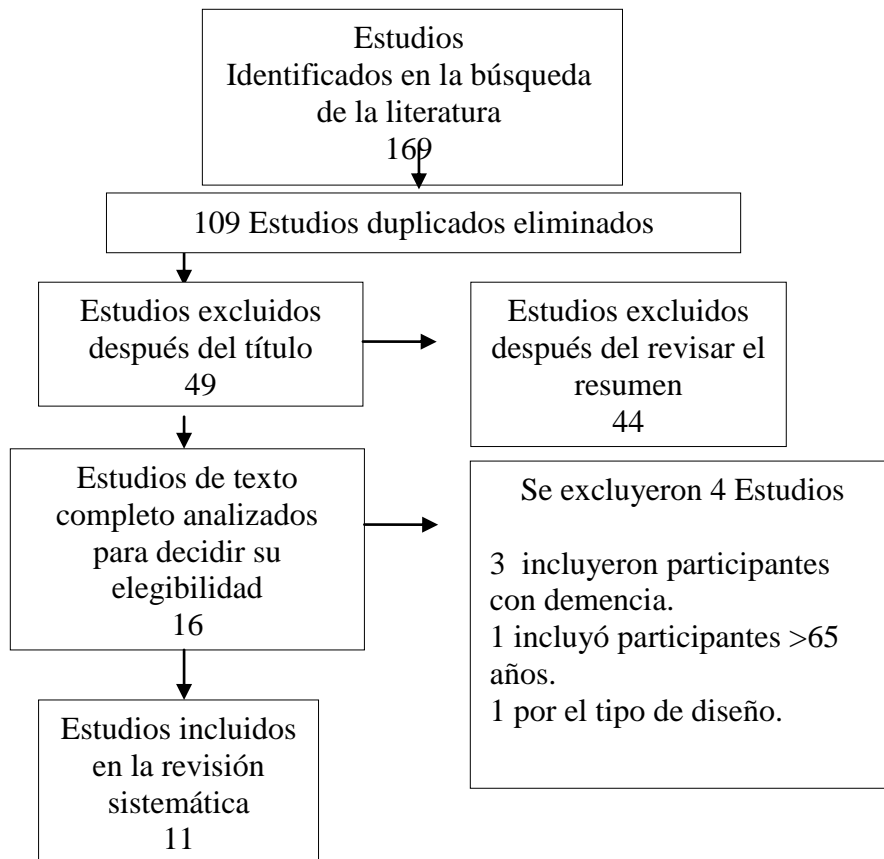 Estudios
Identificados en la búsqueda
de la literatura
169
109 Estudios duplicados eliminados
Estudios excluidos
después del título
49
Estudios excluidos
después del revisar el
resumen
44
Estudios de texto
completo analizados
para decidir su
elegibilidad
16
Se excluyeron 4 Estudios
3 incluyeron participantes
con demencia.
1 incluyó participantes >65
años.
1 por el tipo de diseño.
Estudios incluidos
en la revisión
sistemática
11